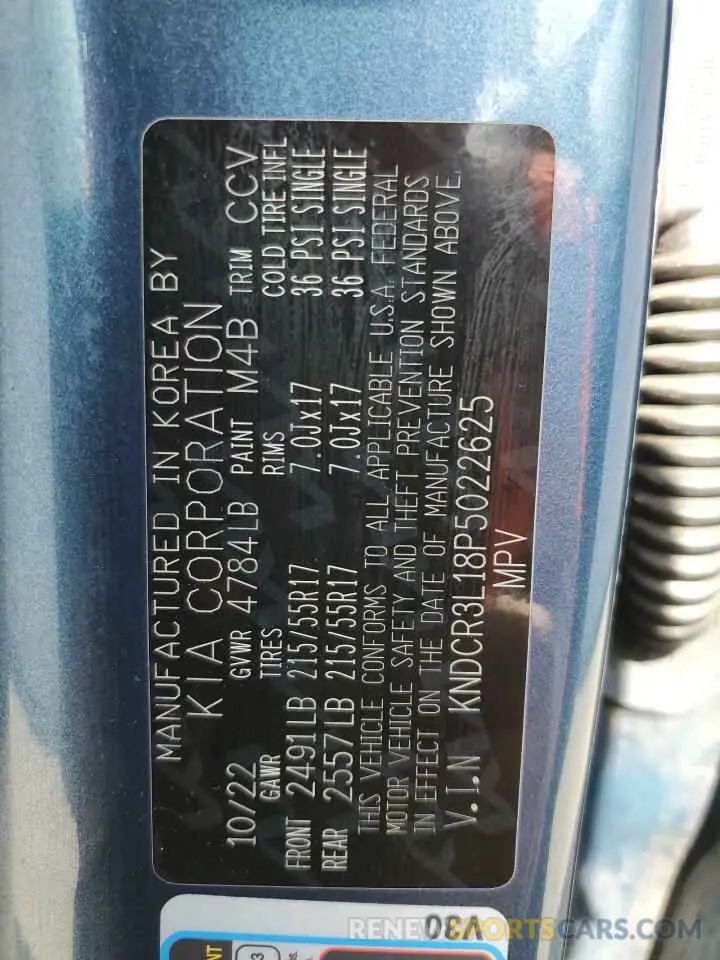 MANUFACTURED IN KOREA BY
KIA CORPORATION
10/22 GVWR 4784LB PAINT M4B TRIM CCV
GAWR TIRES RIMS COLD TIRE INFL
FRONT 2491LB 215/55R17 7.0Jx17 36 PSI SINGLE
REAR 2557LB 215/55R17 7.0Jx17 36 PSI SINGLE
THIS VEHICLE CONFORMS TO ALL APPLICABLE U.S.A. FEDERAL
MOTOR VEHICLE SAFETY AND THEFT PREVENTION STANDARDS
IN EFFECT ON THE DATE OF MANUFACTURE SHOWN ABOVE.
V.I.N KNDCR3L18P5022625
MPV
08A
RENEWSPORTSCARS.COM